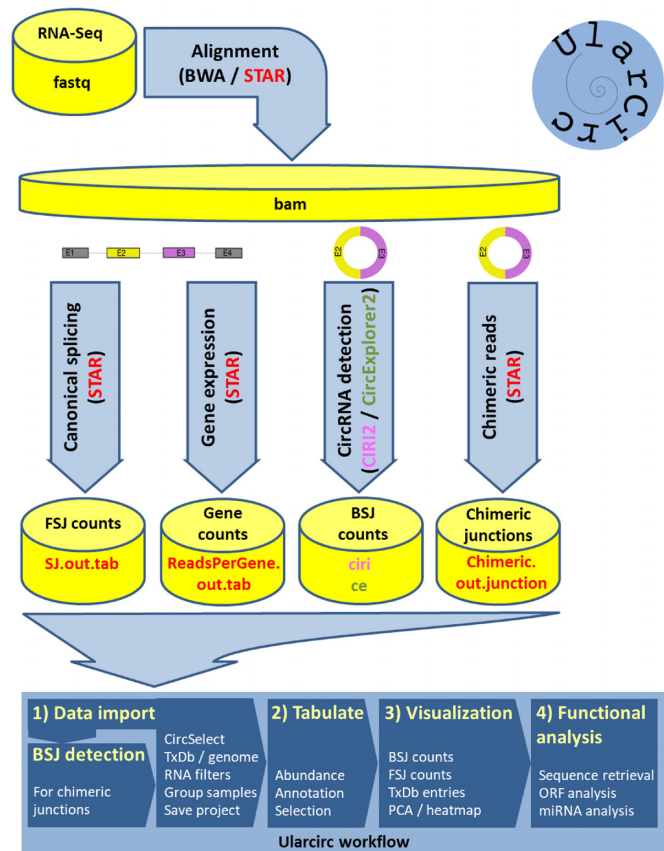 RNA-Seq
fastq
Alignment
(BWA / STAR)
UlarCirc
bam
E1
E2
E3
E4
E2
E3
E2
E3
Canonical splicing
(STAR)
Gene expression
(STAR)
CircRNA detection
(CIRI2 / CircExplorer2)
Chimeric reads
(STAR)
FSJ counts
SJ.out.tab
Gene
counts
ReadsPerGene.
out.tab
BSJ
counts
ciri
ce
Chimeric
junctions
Chimeric.
out.junction
1) Data import
BSJ detection
For chimeric
junctions
CircSelect
TxDb / genome
RNA filters
Group samples
Save project
2) Tabulate
Abundance
Annotation
Selection
3) Visualization
BSJ counts
FSJ counts
TxDb entries
PCA / heatmap
4) Functional
analysis
Sequence retrieval
ORF analysis
miRNA analysis
Ularcirc workflow